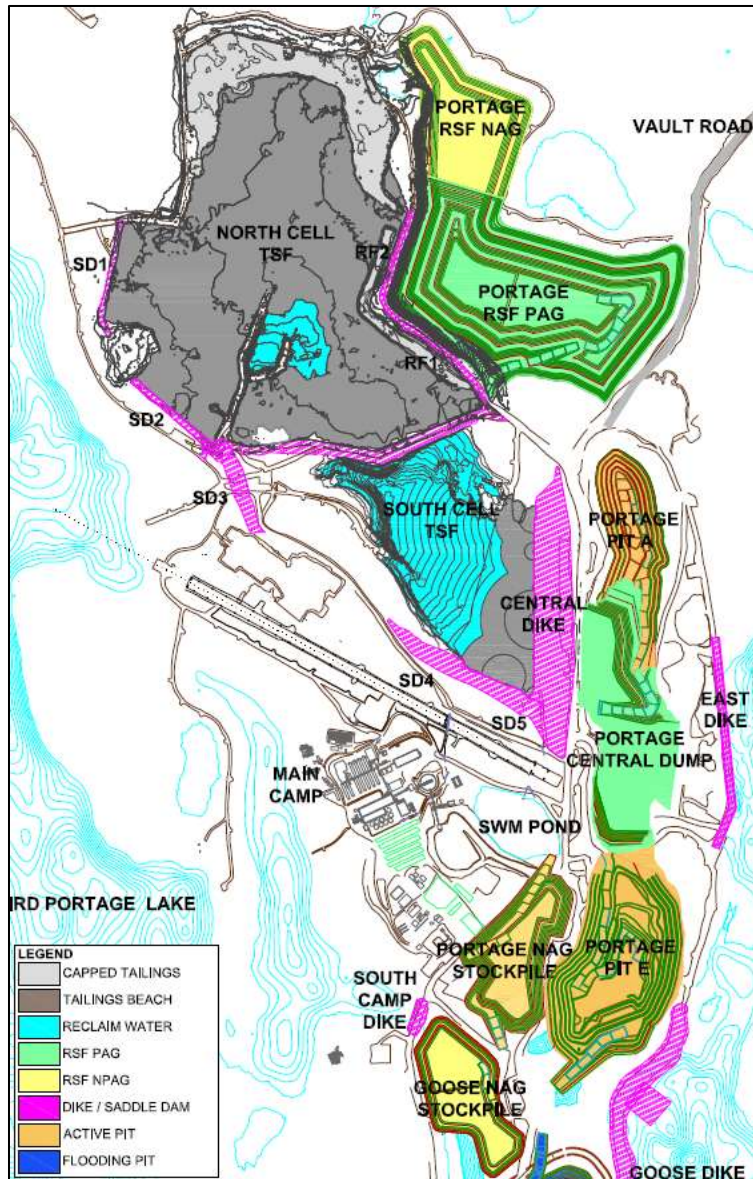 PORTAGE
RSF NAG
VAULT ROAD
NORTH CELL
TSF
RF2
SD1
PORTAGE
RSF PAG
RF1
SD2
SD3
SOUTH CELL
TSF
PORTAGE
PIT A
CENTRAL
DIKE
SD4
SD5
EAST
DIKE
PORTAGE
CENTRAL DUMP
MAIN
CAMP
SWM POND
IRD PORTAGE LAKE
PORTAGE NAG
STOCKPILE
PORTAGE
PIT E
SOUTH
CAMP
DIKE
GOOSE NAG
STOCKPILE
GOOSE DIKE
LEGEND
CAPPED TAILINGS
TAILINGS BEACH
RECLAIM WATER
RSF PAG
RSF NPAG
DIKE / SADDLE DAM
ACTIVE PIT
FLOODING PIT